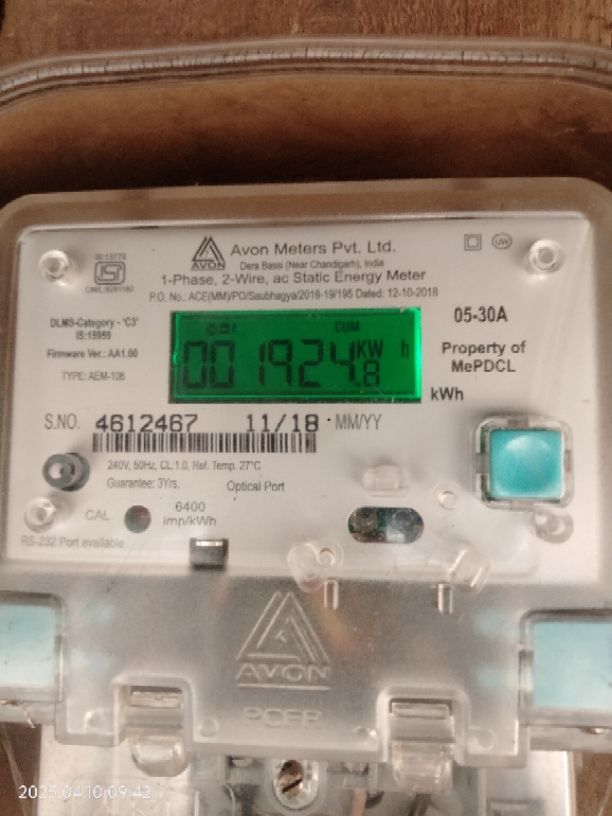 IS:13779
AVON
Avon Meters Pvt. Ltd.
Dera Bassi (Near Chandigarh), India
UW
1-Phase, 2-Wire, ac Static Energy Meter
P.O. No.: ACE(MM)/PO/Saubhagya/2018-19/195 Dated: 12-10-2018
DLMS-Category - 'C3'
IS:15959
Firmware Ver.: AA1.00
TYPE: AEM-106
CUM
001924.8 KW h
05-30A
Property of
MePDCL
kWh
S.NO. 4612467 11/18 MM/YY
240V, 50Hz, CL:1.0, Ref. Temp. 27°C
Guarantee: 3Yrs.
Optical Port
CAL
6400
imp/kWh
RS-232 Port available
AVON
2025.04.10 09:42